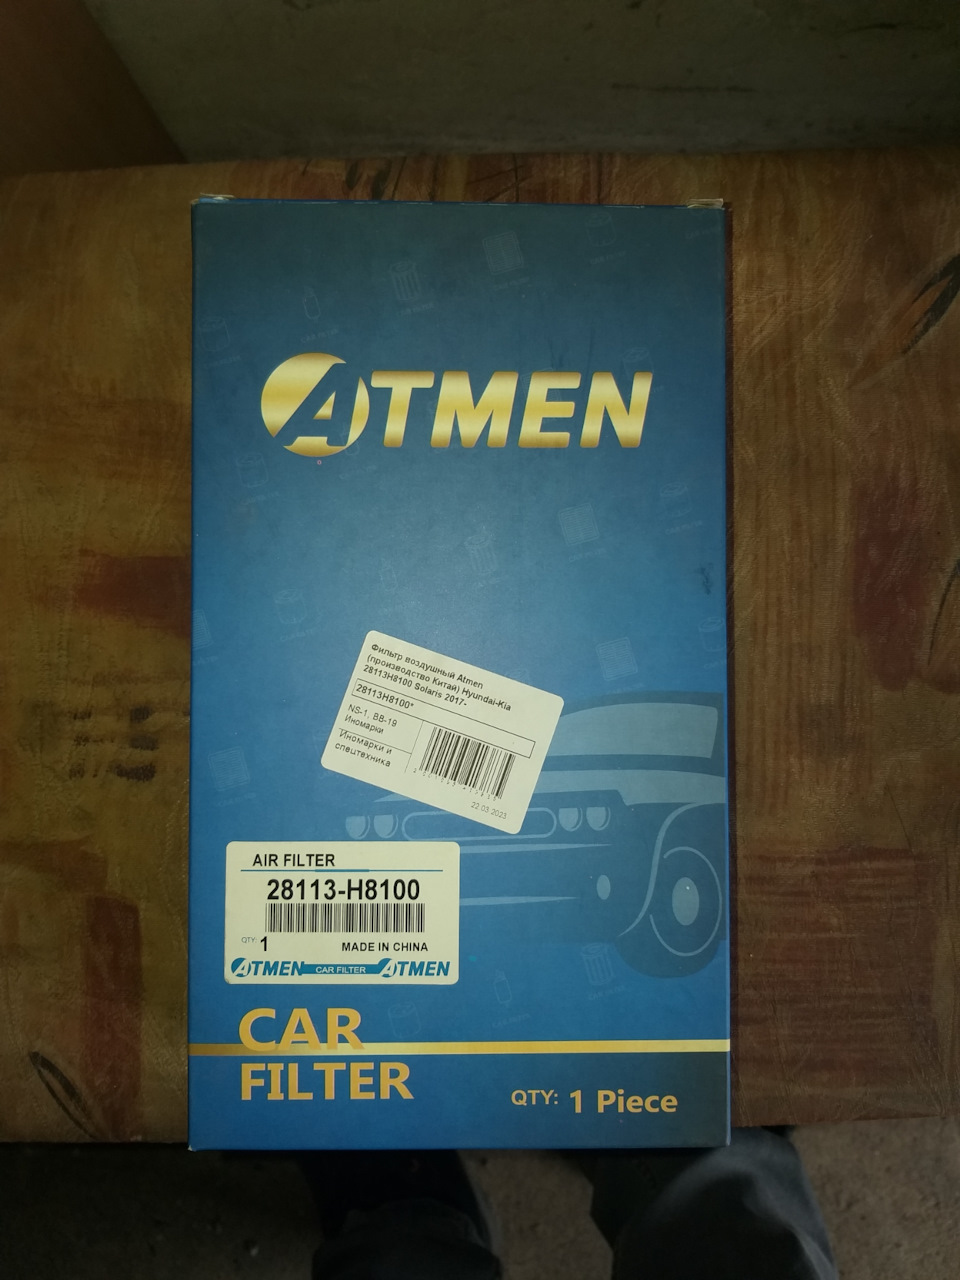 ATMEN
Фильтр воздушный Atmen
(производство Китай) Hyundai-Kia
28113H8100 Solaris 2017-
28113H8100*
NS-1, BB-19
Иномарки
Иномарки и
спецтехника
22.03.2023
AIR FILTER
28113-H8100
QTY: 1
MADE IN CHINA
ATMEN CAR FILTER ATMEN
CAR
FILTER
QTY: 1 Piece